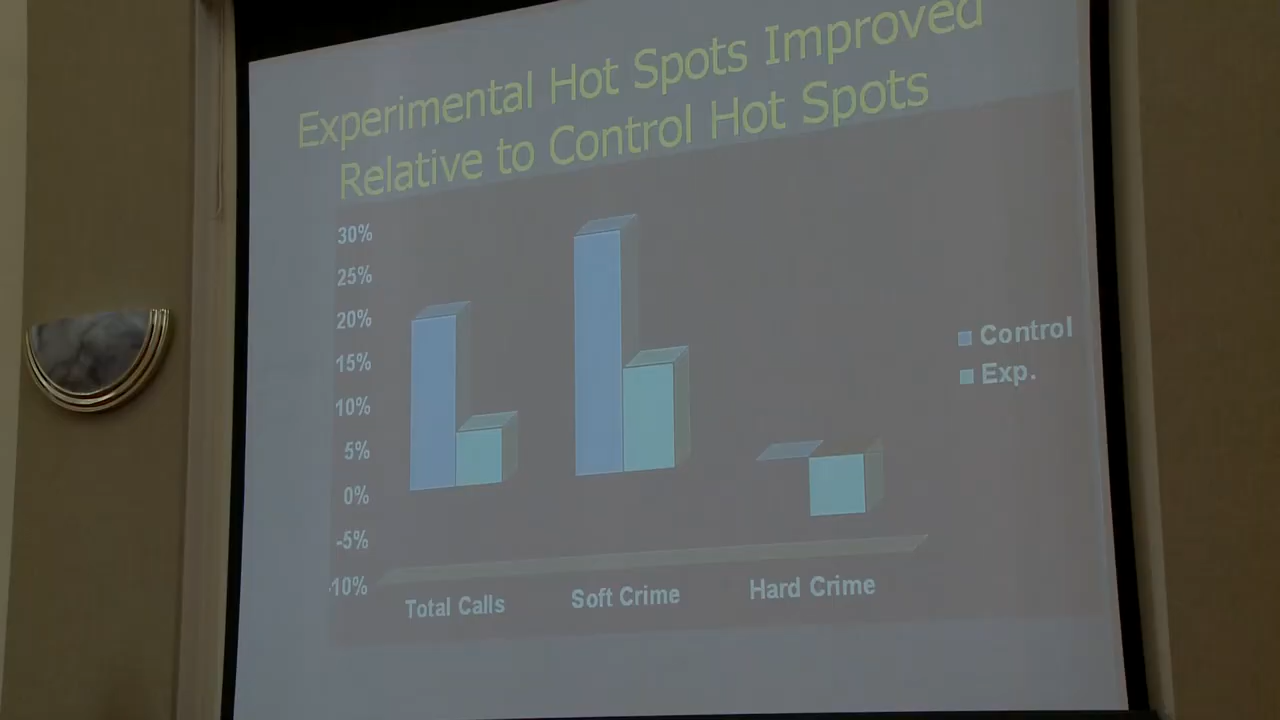 Experimental Hot Spots Improved
Relative to Control Hot Spots
30%
25%
20%
15%
10%
5%
0%
-5%
-10%
Control
Exp.
Total Calls
Soft Crime
Hard Crime